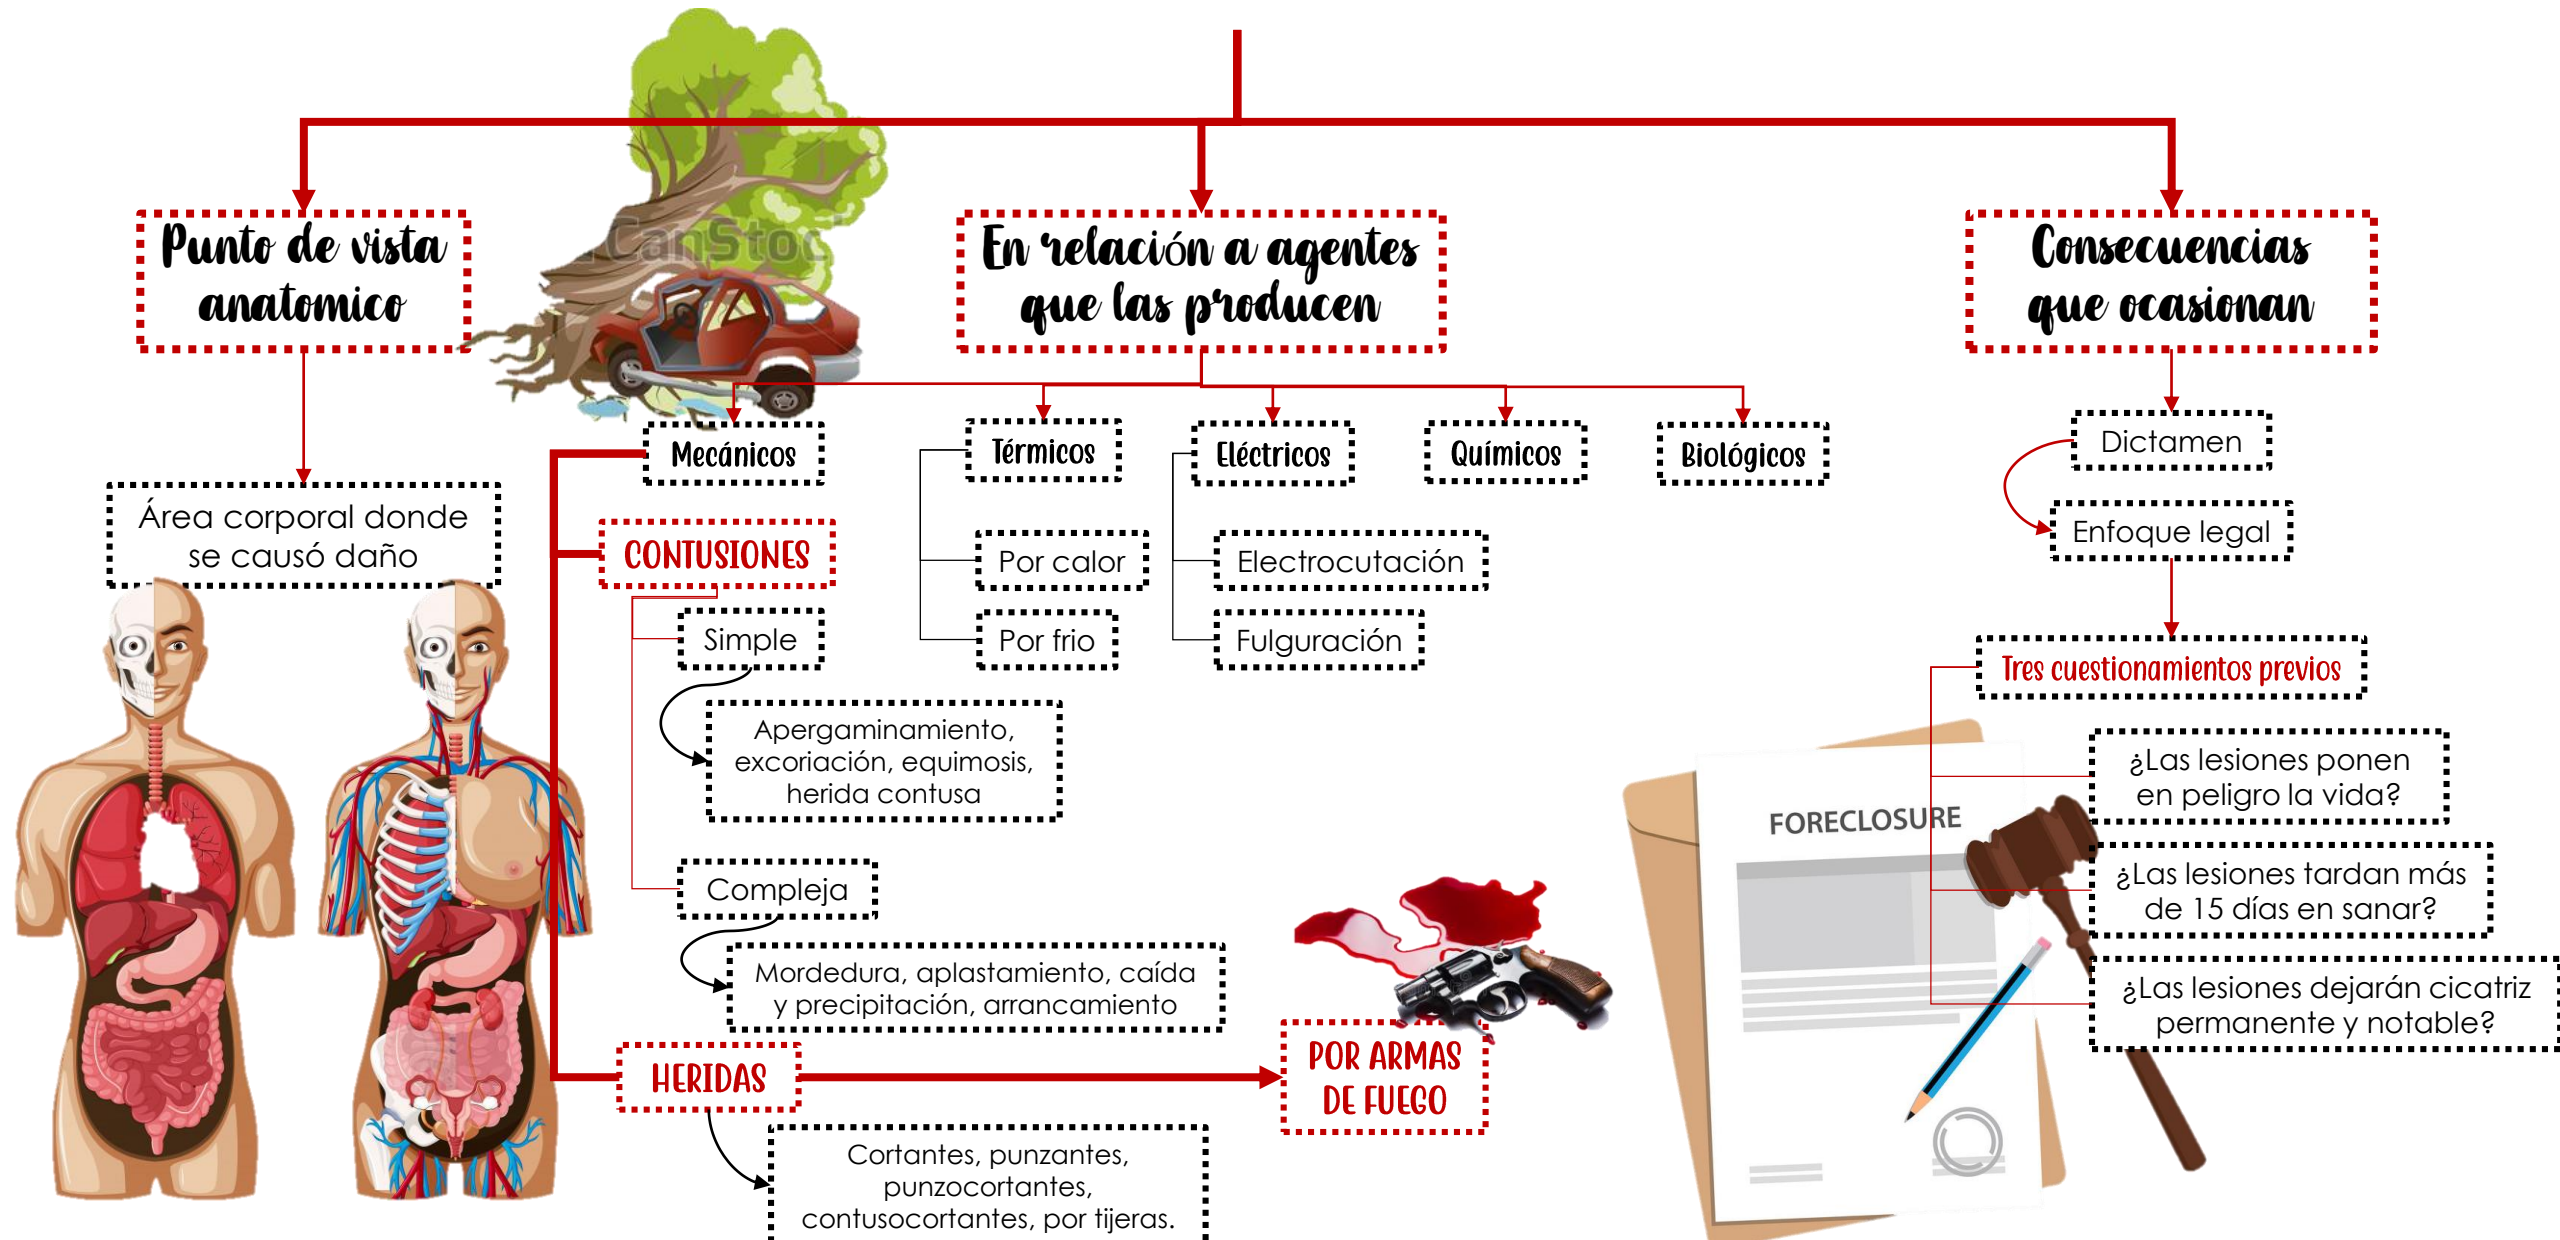 Punto de vista
anatomico
Área corporal donde
se causó daño
CanStoc
En relación a agentes
que las producen
Mecánicos
CONTUSIONES
Simple
Apergaminamiento,
excoriación, equimosis,
herida contusa
Compleja
Mordedura, aplastamiento, caída
y precipitación, arrancamiento
HERIDAS
Cortantes, punzantes,
punzocortantes,
contusocortantes, por tijeras.
POR ARMAS
DE FUEGO
Térmicos
Por calor
Por frio
Eléctricos
Electrocutación
Fulguración
Químicos
Biológicos
Consecuencias
que ocasionan
Dictamen
Enfoque legal
Tres cuestionamientos previos
¿Las lesiones ponen
en peligro la vida?
¿Las lesiones tardan más
de 15 días en sanar?
¿Las lesiones dejarán cicatriz
permanente y notable?
FORECLOSURE